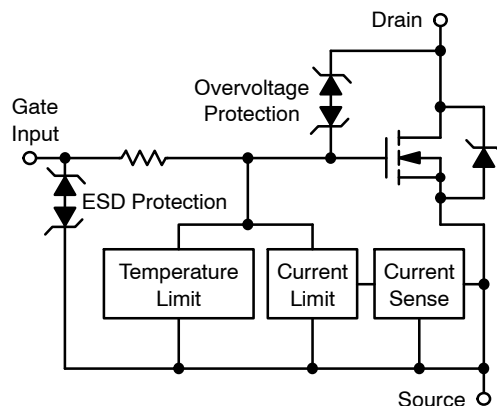 Drain
Overvoltage
Protection
Gate
Input
ESD Protection
Temperature
Limit
Current
Limit
Current
Sense
Source